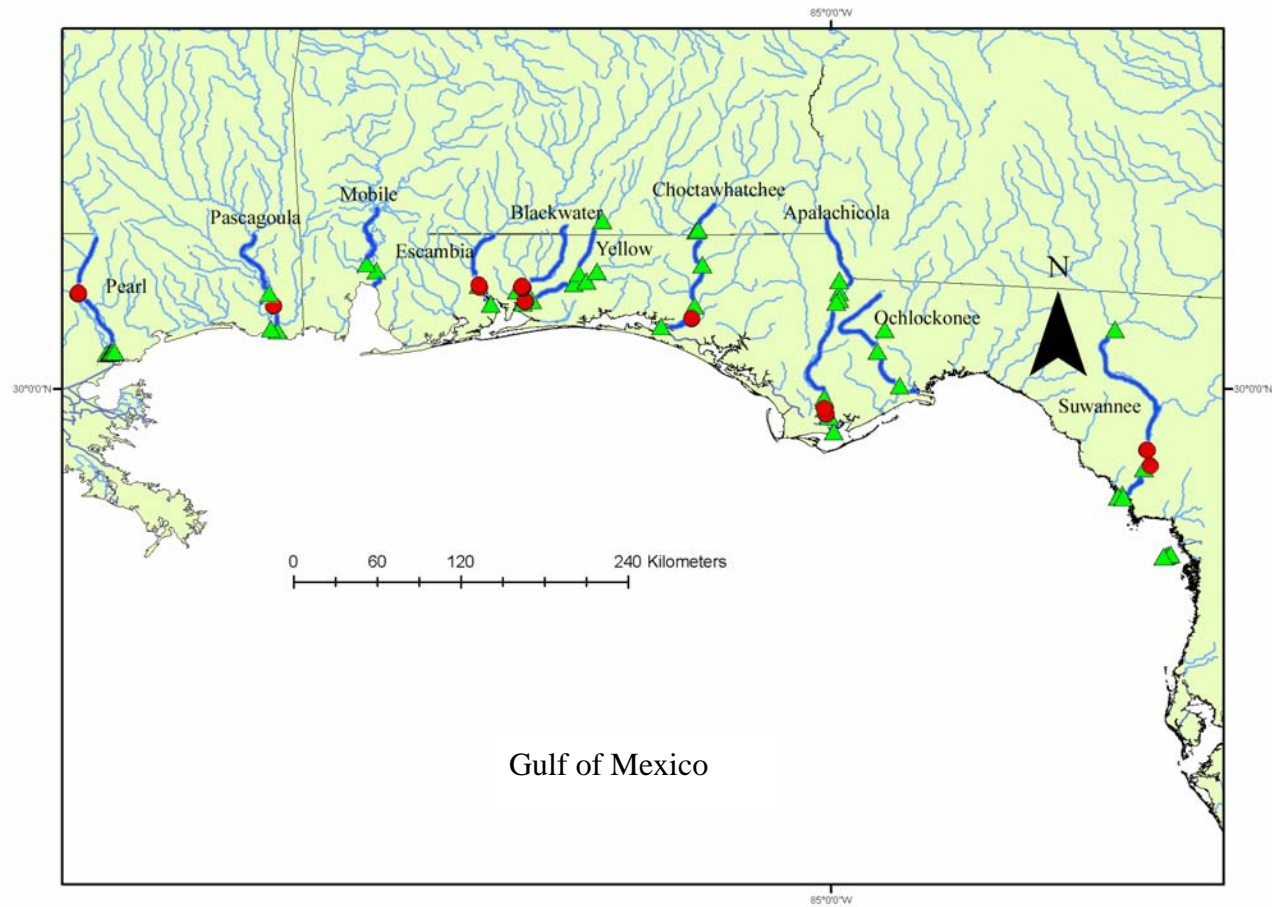 85°0'0"W
Mobile
Choctawhatchee
Pascagoula
Blackwater
Apalachicola
Escambia
Yellow
N
Pearl
Ochlockonee
30°0'0"N
30°0'0"N
Suwannee
0 60 120 240 Kilometers
Gulf of Mexico
85°0'0"W